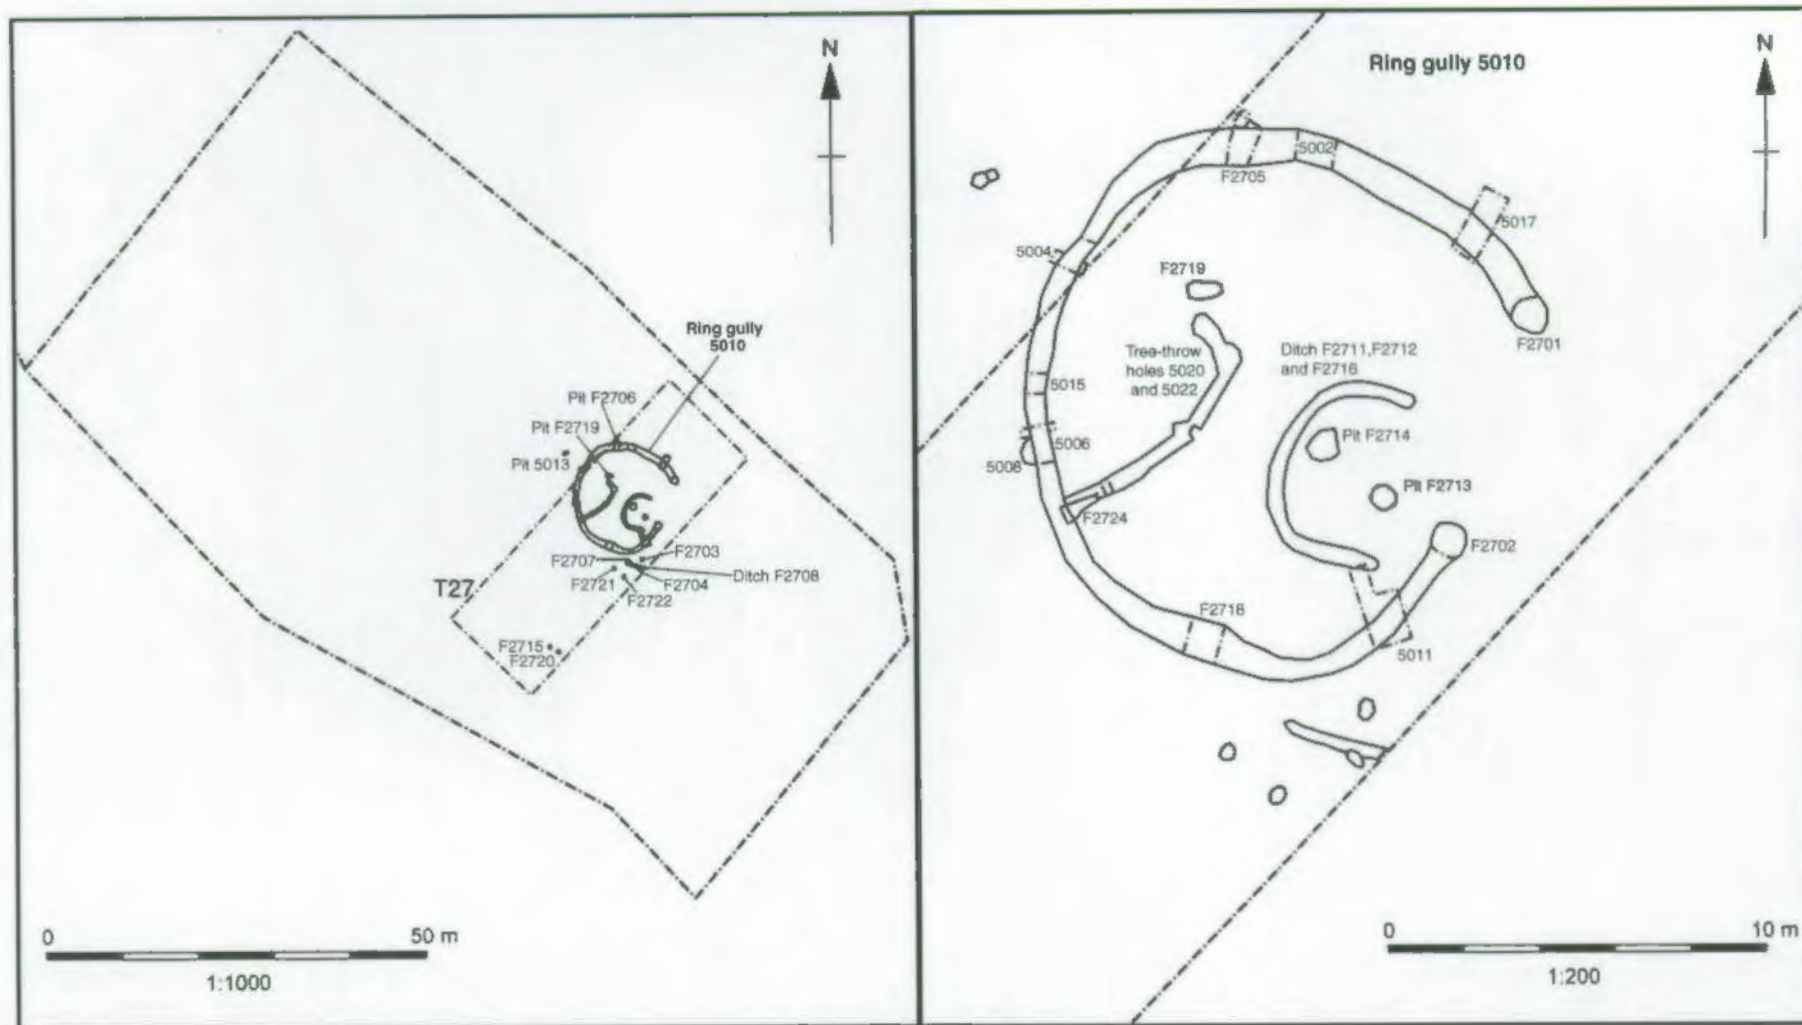 N
Ring gully
5010
Pit F2706
Pit F2719
Pit 5013
F2707
F2703
F2721
F2704
Ditch F2708
F2722
T27
F2715
F2720
0
50 m
1:1000
N
Ring gully 5010
5002
F2705
5017
5004
F2719
F2701
Tree-throw
holes 5020
and 5022
Ditch F2711,F2712
and F2716
5015
Pit F2714
5006
5008
Pit F2713
F2724
F2702
F2718
5011
0
10 m
1:200